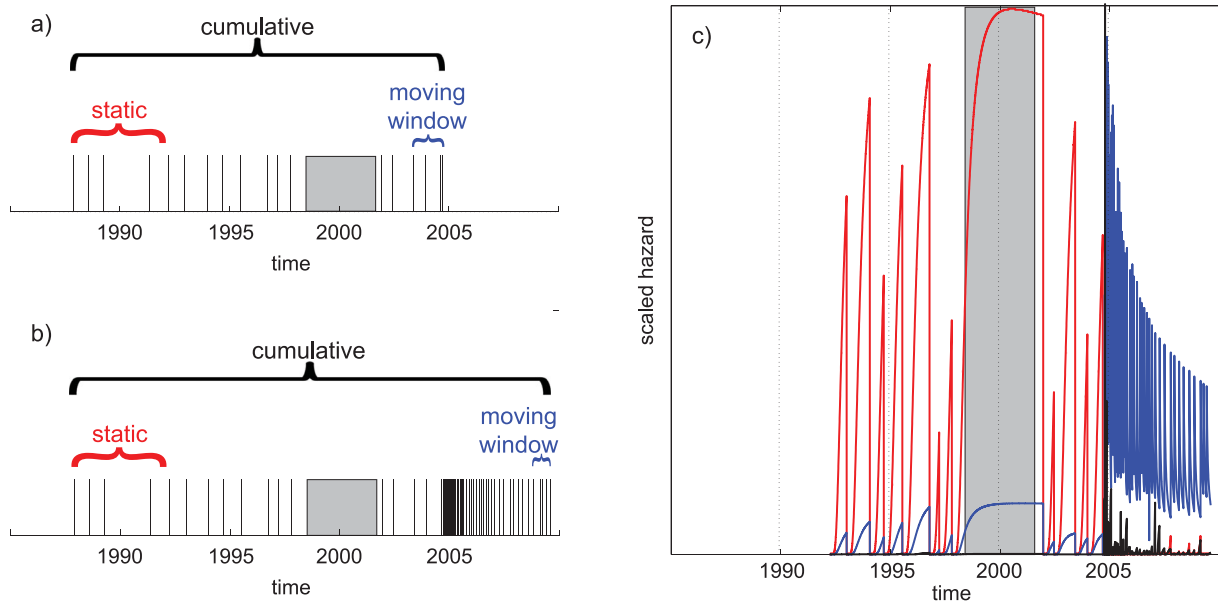 a)
cumulative
static
moving
window
1990 1995 2000 2005
time
b)
cumulative
static
moving
window
1990 1995 2000 2005
time
c)
scaled hazard
1990 1995 2000 2005
time